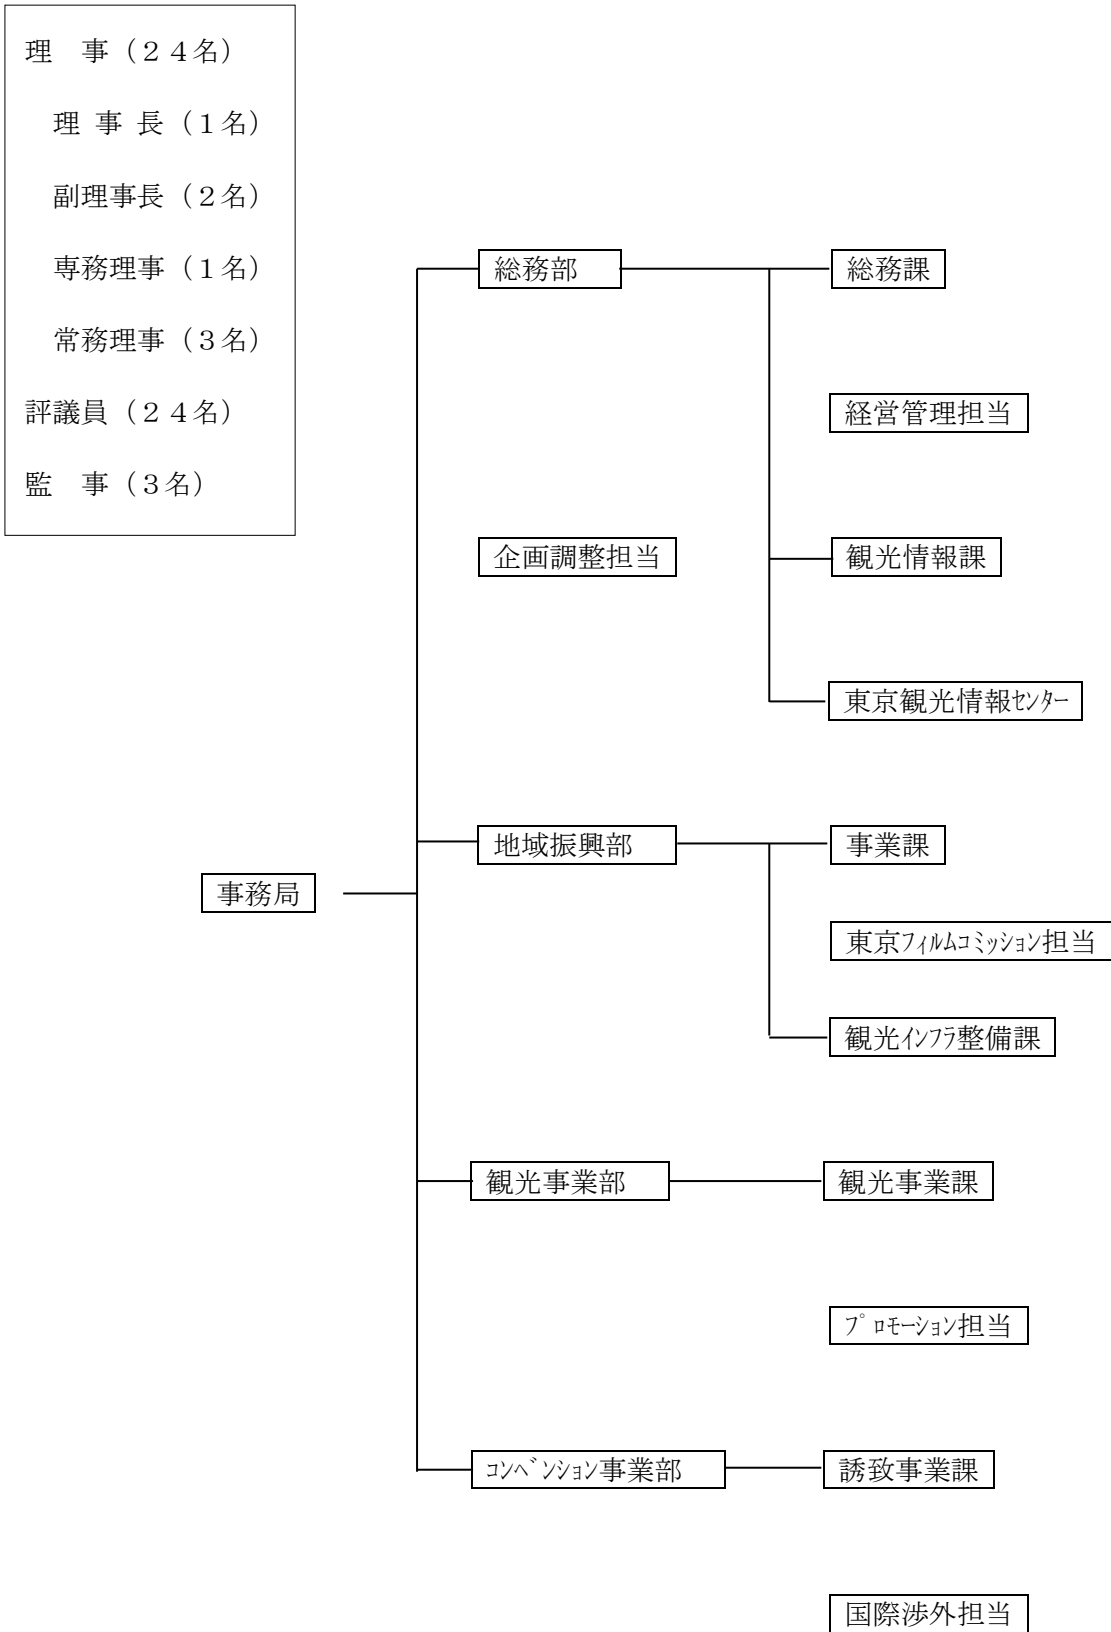 理　事（２４名）
理 事 長（１名）
副理事長（２名）
専務理事（１名）
常務理事（３名）
評議員（２４名）
監　事（３名）
総務部
総務課
経営管理担当
企画調整担当
観光情報課
東京観光情報ｾﾝﾀｰ
地域振興部
事業課
事務局
東京ﾌｨﾙﾑｺﾐｯｼｮﾝ担当
観光ｲﾝﾌﾗ整備課
観光事業部
観光事業課
ﾌﾟﾛﾓｰｼｮﾝ担当
ｺﾝﾍﾞﾝｼｮﾝ事業部
誘致事業課
国際渉外担当